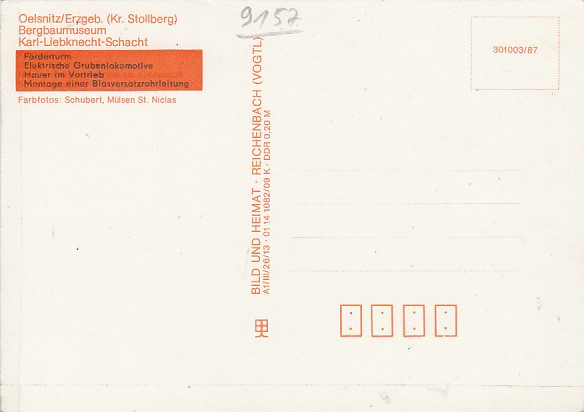 Oelsnitz/Erzgeb. (Kr. Stollberg)
Bergbaumuseum
Karl-Liebknecht-Schacht
Förderturm
Elektrische Grubenlokomotive
Hauer im Vortrieb
Montage einer Blasversatzrohrleitung
Farbfotos: Schubert, Mülsen St. Niclas
9157
BILD UND HEIMAT · REICHENBACH (VOGTL)
A1/III/26/13 · 01 14 1082/09 K · DDR 0,20 M
301003/87